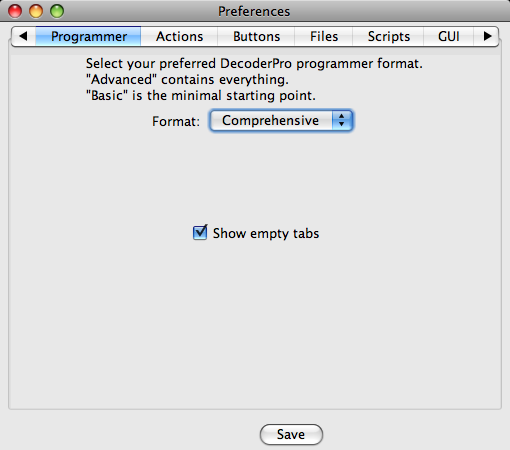 Preferences
Programmer Actions Buttons Files Scripts GUI
Select your preferred DecoderPro programmer format.
"Advanced" contains everything.
"Basic" is the minimal starting point.
Format: Comprehensive
Show empty tabs
Save